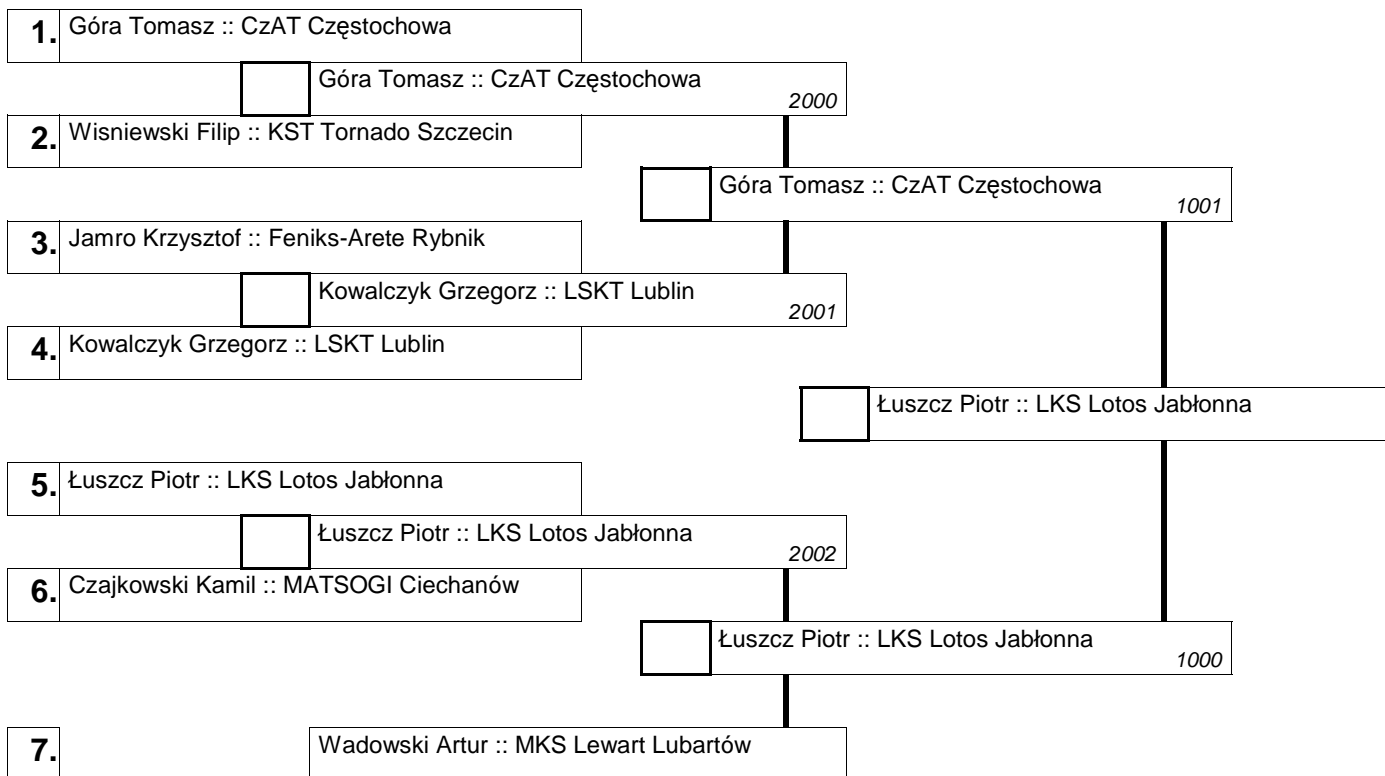 1. Góra Tomasz :: CzAT Częstochowa
Góra Tomasz :: CzAT Częstochowa
2000
2. Wisniewski Filip :: KST Tornado Szczecin
Góra Tomasz :: CzAT Częstochowa
1001
3. Jamro Krzysztof :: Feniks-Arete Rybnik
Kowalczyk Grzegorz :: LSKT Lublin
2001
4. Kowalczyk Grzegorz :: LSKT Lublin
Łuszcz Piotr :: LKS Lotos Jabłonna
5. Łuszcz Piotr :: LKS Lotos Jabłonna
Łuszcz Piotr :: LKS Lotos Jabłonna
2002
6. Czajkowski Kamil :: MATSOGI Ciechanów
Łuszcz Piotr :: LKS Lotos Jabłonna
1000
7. Wadowski Artur :: MKS Lewart Lubartów